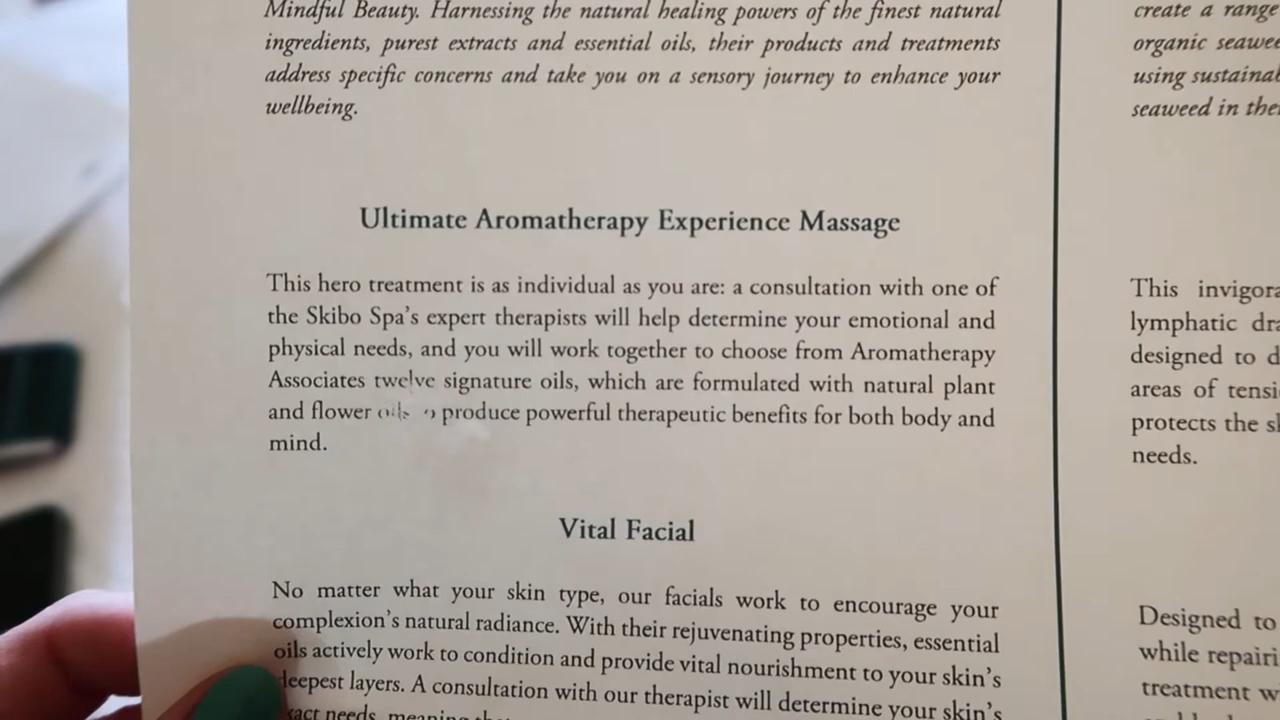 Mindful Beauty. Harnessing the natural healing powers of the finest natural
ingredients, purest extracts and essential oils, their products and treatments
address specific concerns and take you on a sensory journey to enhance your
wellbeing.
Ultimate Aromatherapy Experience Massage
This hero treatment is as individual as you are: a consultation with one of
the Skibo Spa's expert therapists will help determine your emotional and
physical needs, and you will work together to choose from Aromatherapy
Associates twelve signature oils, which are formulated with natural plant
and flower produce powerful therapeutic benefits for both body and
mind.
Vital Facial
No matter what your skin type, our facials work to encourage your
complexion's natural radiance. With their rejuvenating properties, essential
oils actively work to condition and provide vital nourishment to your skin's
deepest layers. A consultation with our therapist will determine your skin's
needs, meaning
create a range
organic
using
seaweed in
This
lymphatic
designed to
areas of
protects the
needs.
Designed to
while
treatment